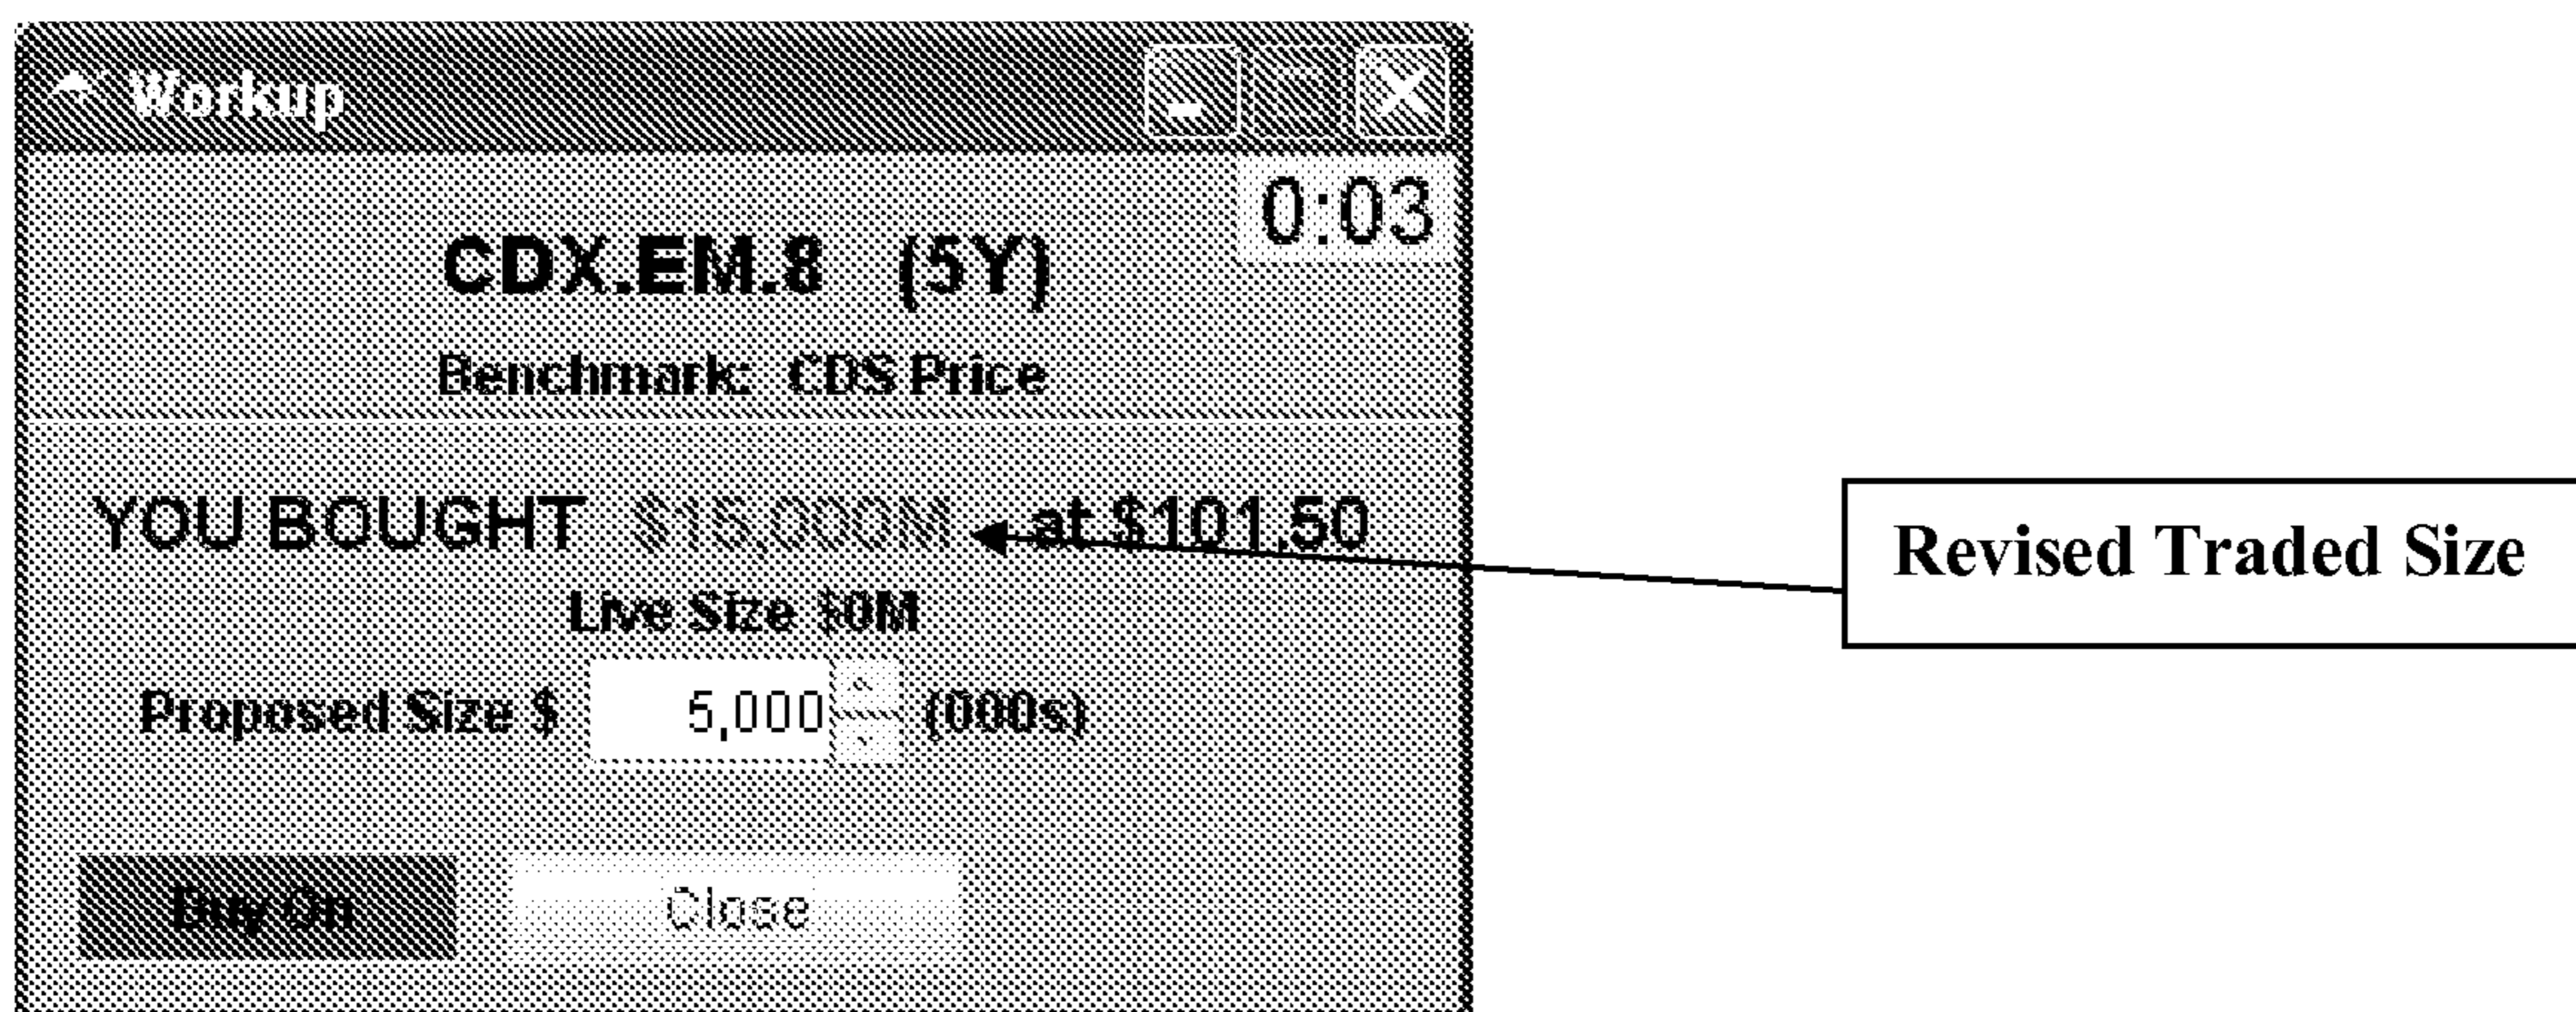 Workup
0:03
CDX.EM.8 (5Y)
Benchmark: CDS Price
YOU BOUGHT $15,000M at $101.50
Revised Traded Size
Live Size $0M
Proposed Size $ 5,000 (000s)
Buy On Close